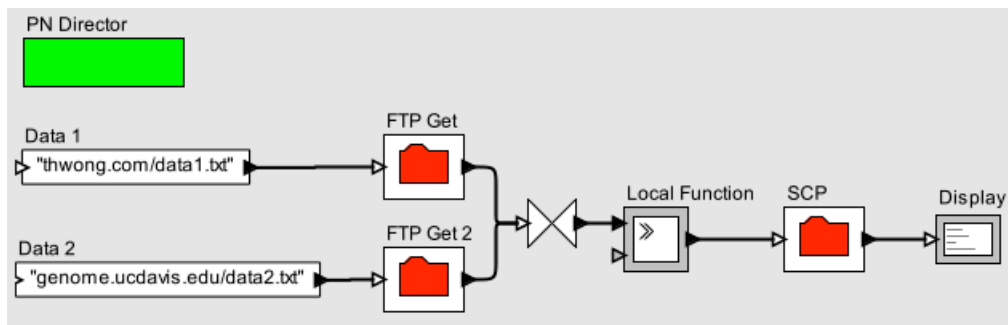 PN Director
Data 1
"thwong.com/data1.txt"
FTP Get
Data 2
"genome.ucdavis.edu/data2.txt"
FTP Get 2
Local Function
SCP
Display